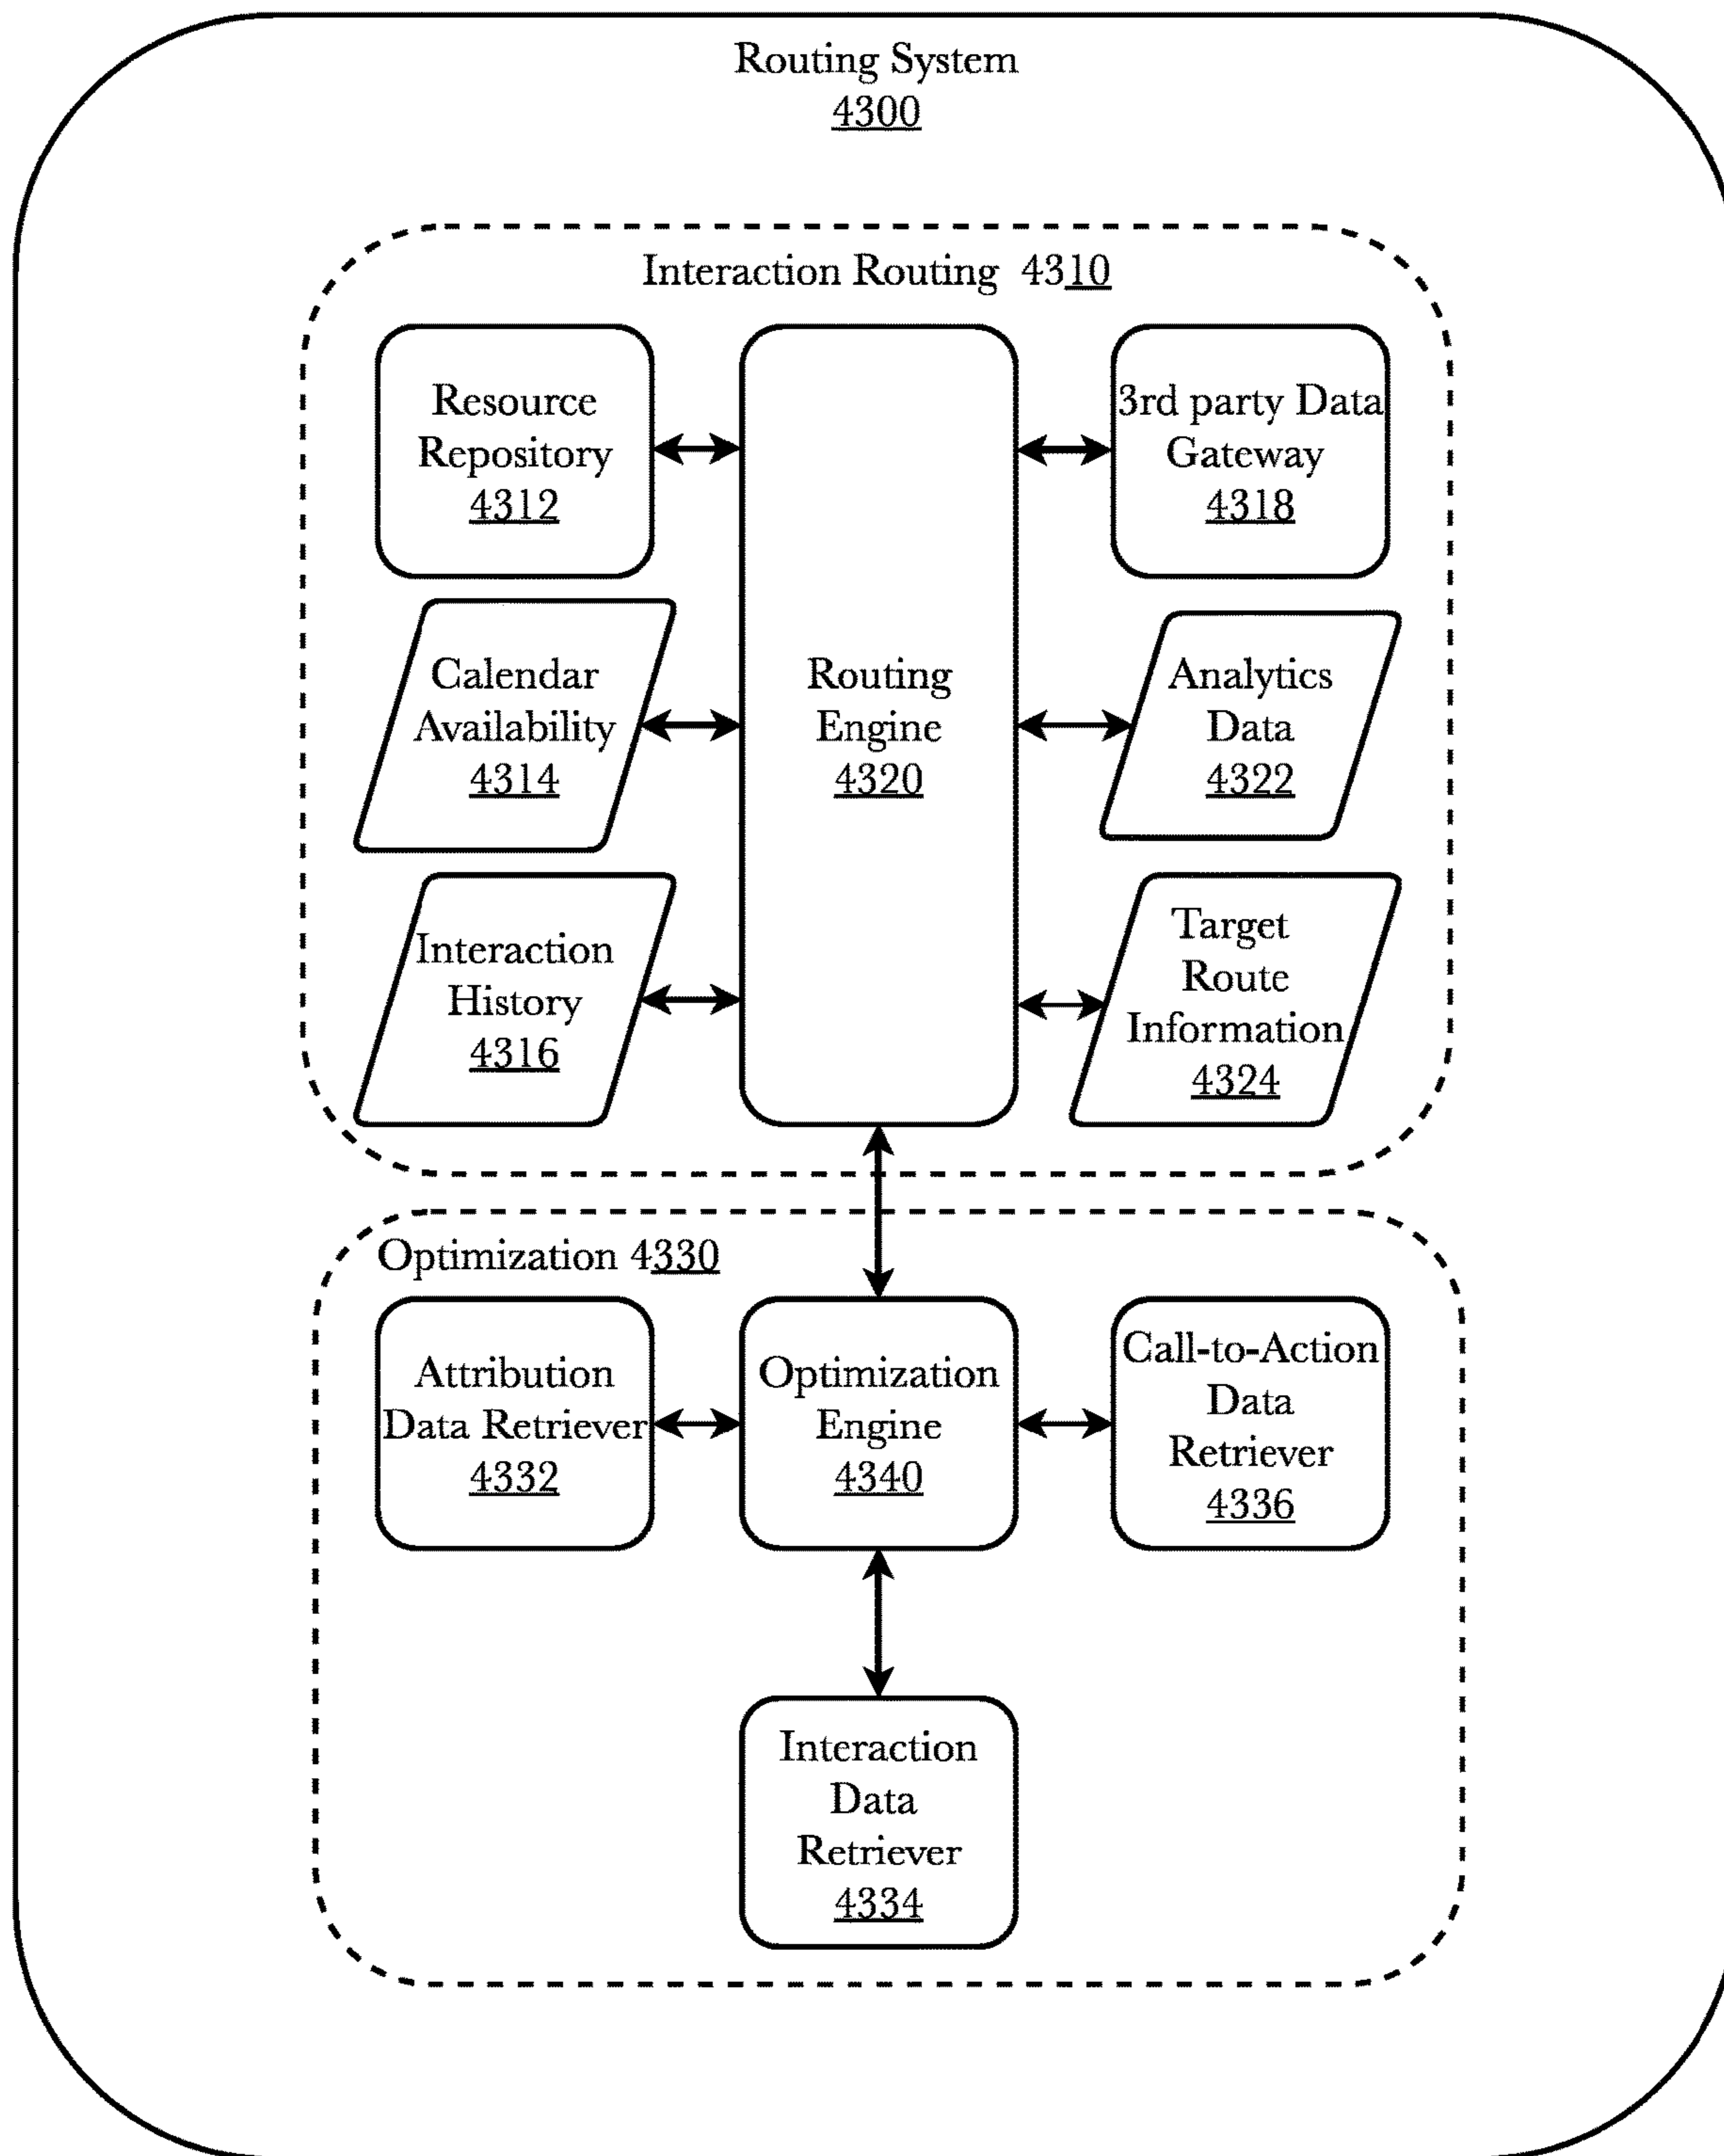 Routing System
4300
Interaction Routing 4310
Resource
Repository
4312
3rd party Data
Gateway
4318
Calendar
Availability
4314
Routing
Engine
4320
Analytics
Data
4322
Interaction
History
4316
Target
Route
Information
4324
Optimization 4330
Attribution
Data Retriever
4332
Optimization
Engine
4340
Call-to-Action
Data
Retriever
4336
Interaction
Data
Retriever
4334